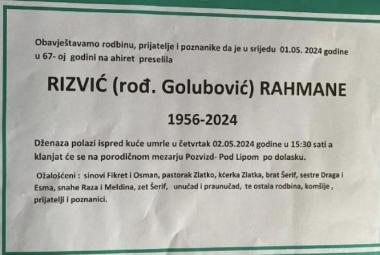 Obavještavamo rodbinu, prijatelje i poznanike da je u srijedu 01.05. 2024 godine
u 67- oj godini na ahiret preselila
RIZVIĆ (rođ. Golubović) RAHMANE
1956-2024
Dženaza polazi ispred kuće umrle u četvrtak 02.05.2024 godine u 15:30 sati a
klanjat će se na porodičnom mezarju Pozvizd- Pod Lipom po dolasku.
Ožalošćeni : sinovi Fikret i Osman, pastorak Zlatko, kćerka Zlatka, brat Šerif, sestre Draga i
Esma, snahe Raza i Meldina, zet Šerif, unučad i praunučad, te ostala rodbina, komšije ,
prijatelji i poznanici.